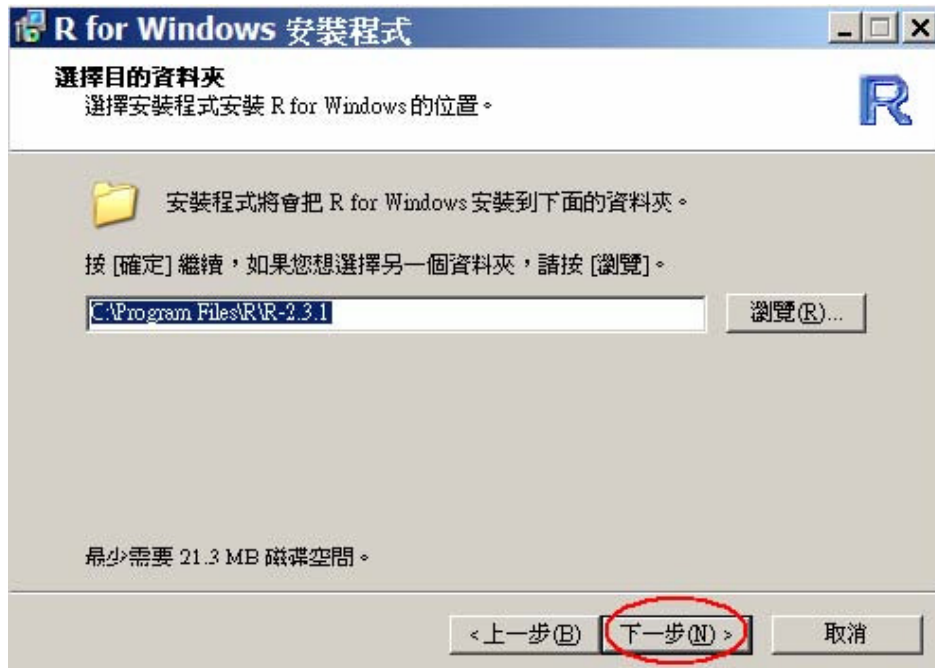 R for Windows 安裝程式
選擇目的資料夾
選擇安裝程式安裝 R for Windows 的位置。
R
安裝程式將會把 R for Windows 安裝到下面的資料夾。
按 [確定] 繼續，如果您想選擇另一個資料夾，請按 [瀏覽]。
C:\Program Files\R\R-2.3.1
瀏覽(R)...
最少需要 21.3 MB 磁碟空間。
<上一步(B)
下一步(N) >
取消